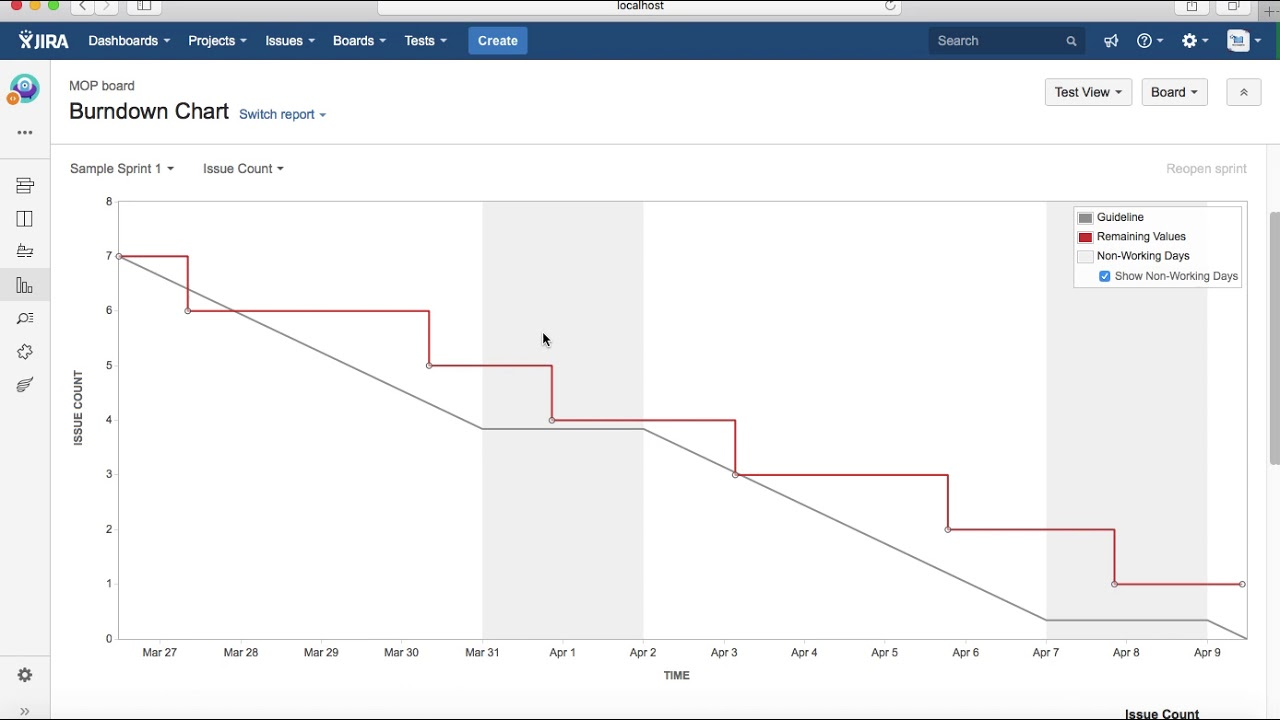 localhost
JIRA Dashboards Projects Issues Boards Tests Create Search
MOP board
Burndown Chart Switch report
Test View Board
Sample Sprint 1 Issue Count Reopen sprint
Guideline
Remaining Values
Non-Working Days
Show Non-Working Days
ISSUE COUNT
8
7
6
5
4
3
2
1
0
Mar 27 Mar 28 Mar 29 Mar 30 Mar 31 Apr 1 Apr 2 Apr 3 Apr 4 Apr 5 Apr 6 Apr 7 Apr 8 Apr 9
TIME
Issue Count